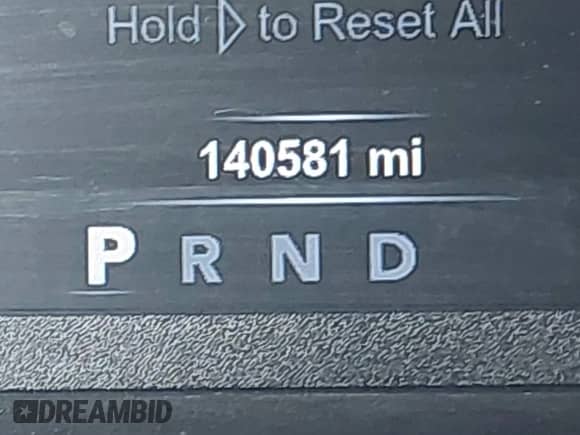 Hold ▷ to Reset All
140581 mi
P R N D
DREAMBID